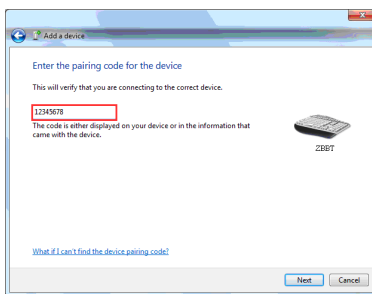 Add a device
Enter the pairing code for the device
This will verify that you are connecting to the correct device.
12345678
The code is either displayed on your device or in the information that
came with the device.
ZBBT
What if I can't find the device pairing code?
Next
Cancel